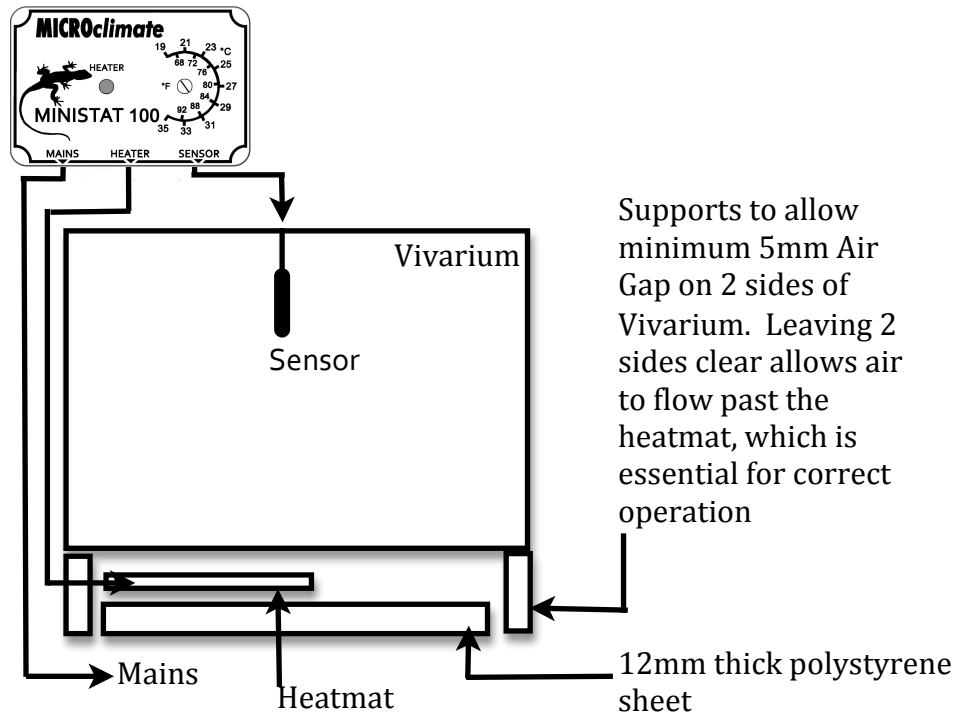 MICROclimate
19 21 23 °C
68 72 76 25
HEATER
°F 80 27
84 29
MINISTAT 100 92 88 31
35 33
MAINS HEATER SENSOR
Vivarium
Sensor
Supports to allow
minimum 5mm Air
Gap on 2 sides of
Vivarium. Leaving 2
sides clear allows air
to flow past the
heatmat, which is
essential for correct
operation
Mains
Heatmat
12mm thick polystyrene
sheet